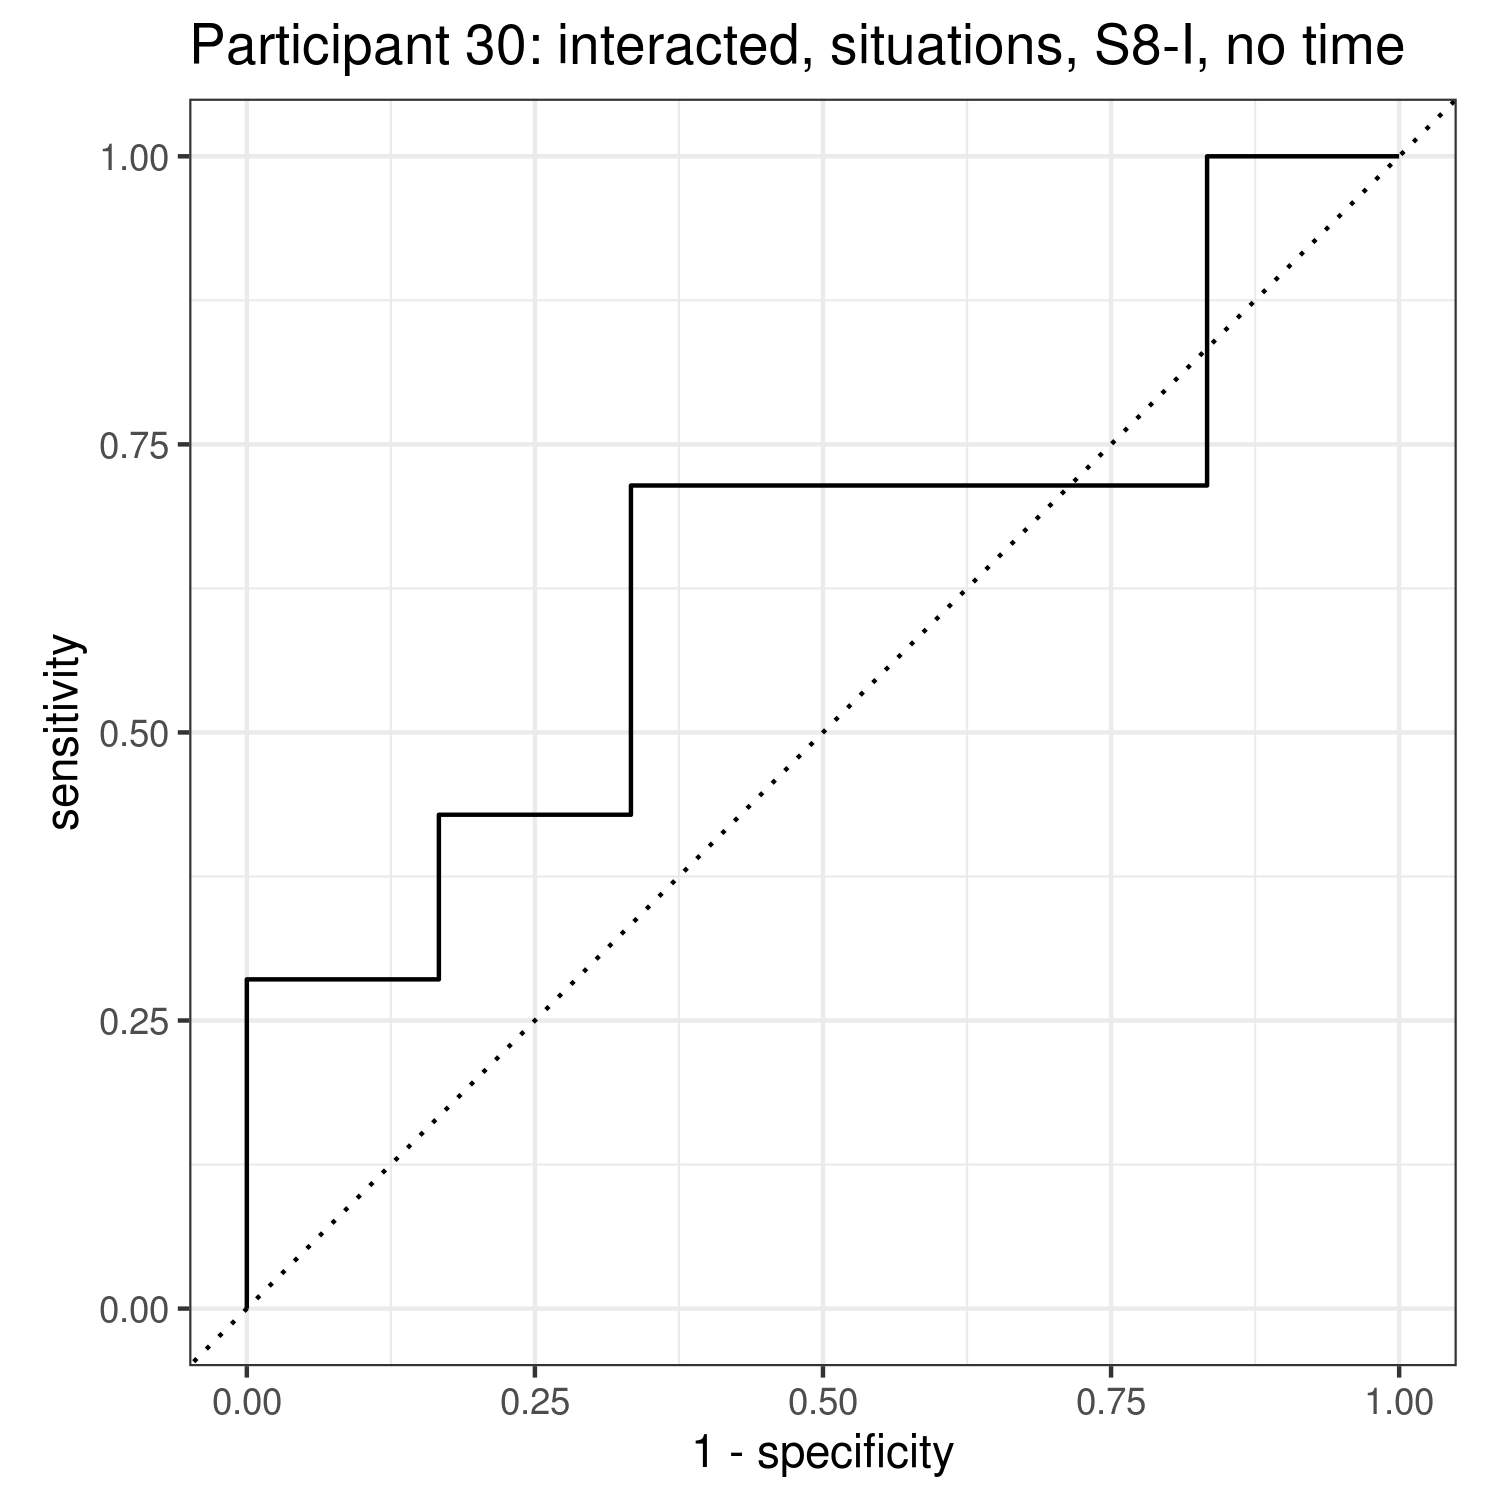 Participant 30: interacted, situations, S8-I, no time
1.00
0.75
0.50
0.25
0.00
sensitivity
0.00 0.25 0.50 0.75 1.00
1 - specificity